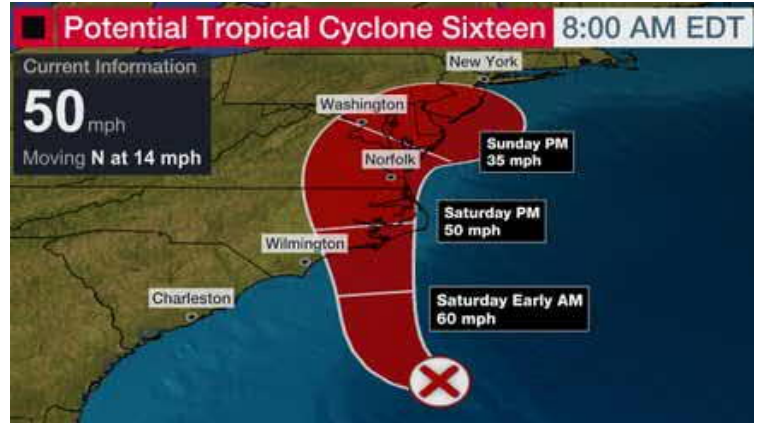 Potential Tropical Cyclone Sixteen 8:00 AM EDT
Current Information
50 mph
Moving N at 14 mph
New York
Washington
Norfolk
Wilmington
Charleston
Sunday PM
35 mph
Saturday PM
50 mph
Saturday Early AM
60 mph